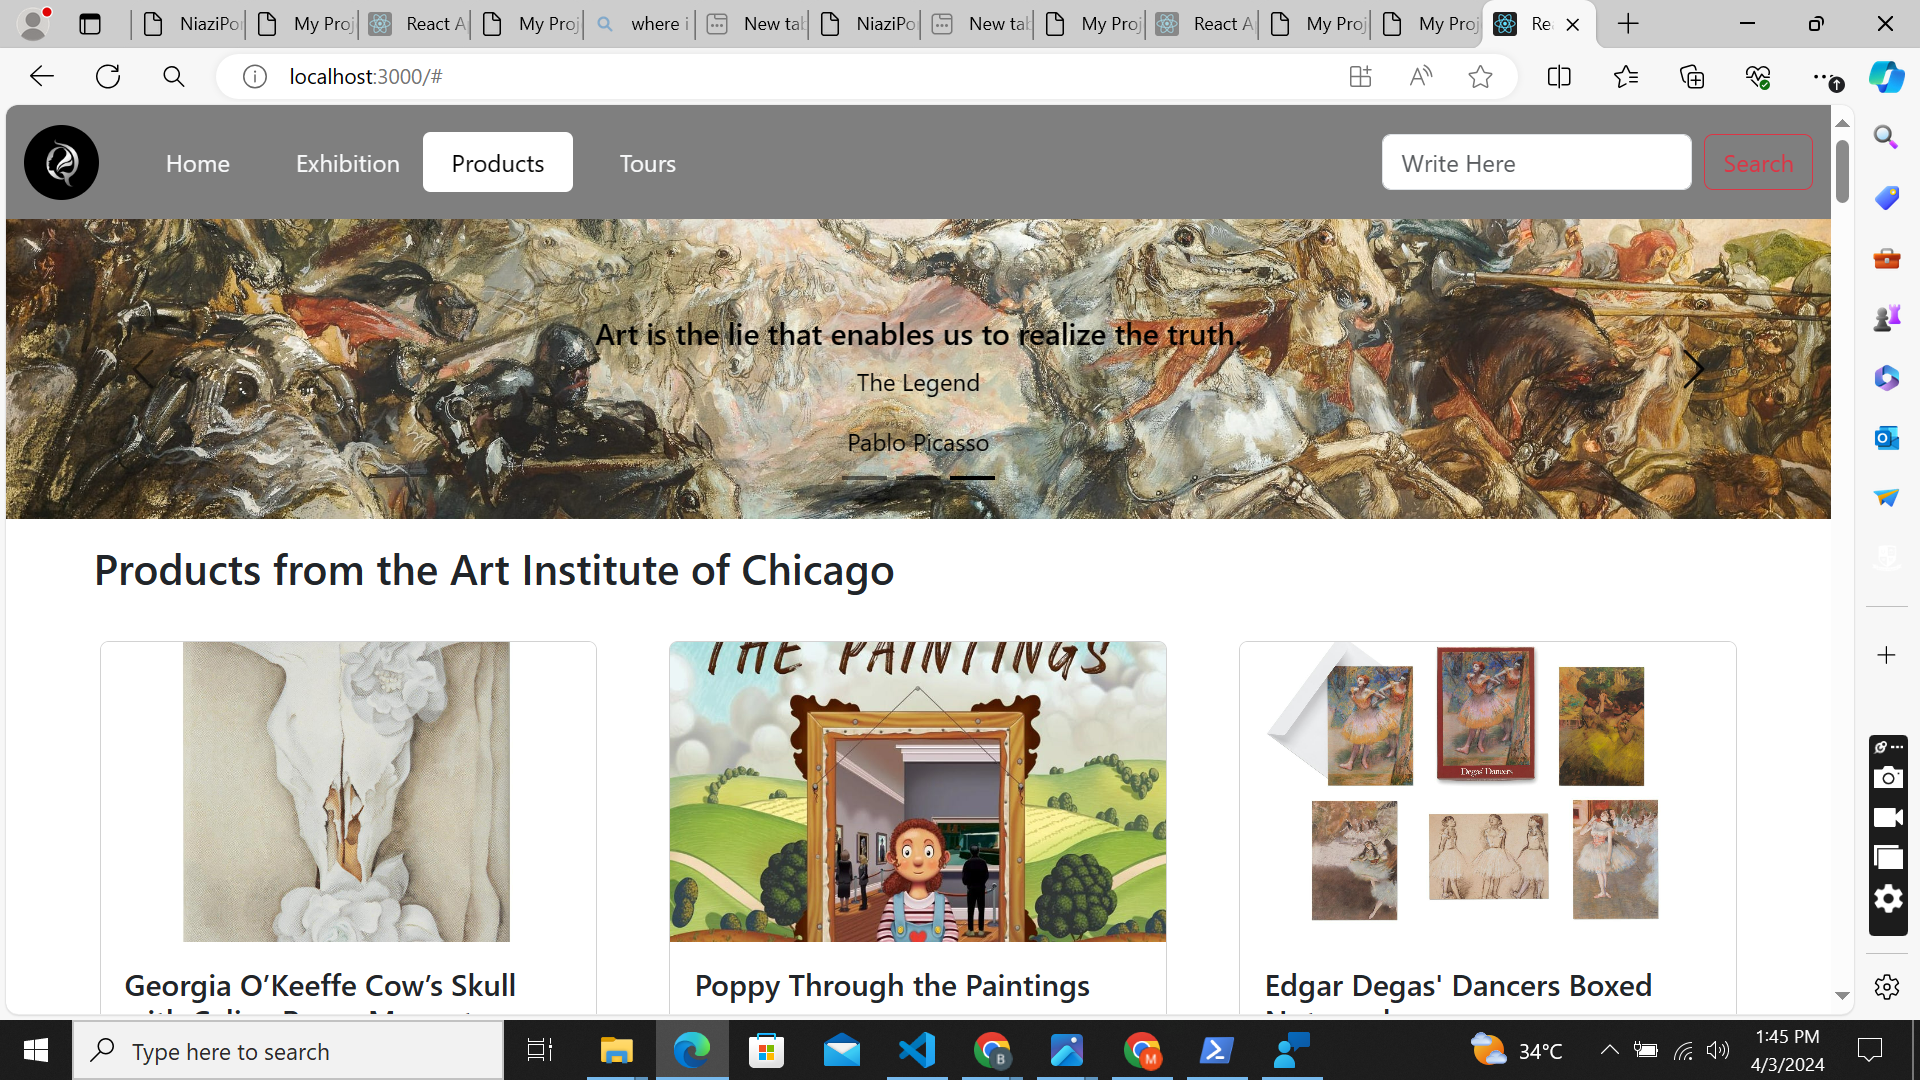 NiaziPo
My Proj
React A
My Proj
where i
New tab
NiaziPo
New tab
My Proj
React A
My Proj
My Proj
Re
localhost:3000/#
Home
Exhibition
Products
Tours
Write Here
Search
Art is the lie that enables us to realize the truth.
The Legend
Pablo Picasso
Products from the Art Institute of Chicago
THE PAINTINGS
Degas' Dancers
Georgia O’Keeffe Cow’s Skull
Poppy Through the Paintings
Edgar Degas' Dancers Boxed
Type here to search
B
M
34°C
1:45 PM
4/3/2024